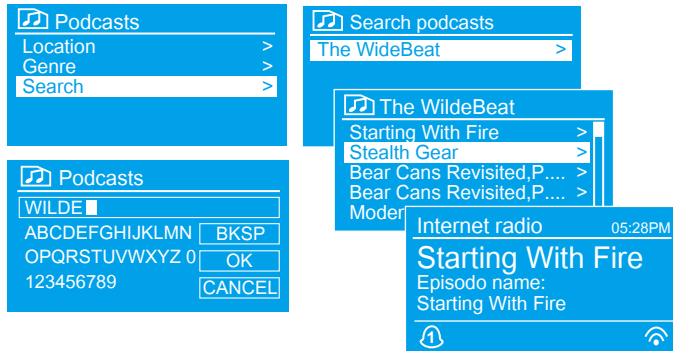 Podcasts
Location >
Genre >
Search >
Podcasts
WILDE
ABCDEFGHIJKLMN BKSP
OPQRSTUVWXYZ 0 OK
123456789 CANCEL
Search podcasts
The WideBeat >
The WildeBeat
Starting With Fire >
Stealth Gear >
Bear Cans Revisited,P.... >
Bear Cans Revisited,P.... >
Moder
Internet radio 05:28PM
Starting With Fire
Episodo name:
Starting With Fire
1